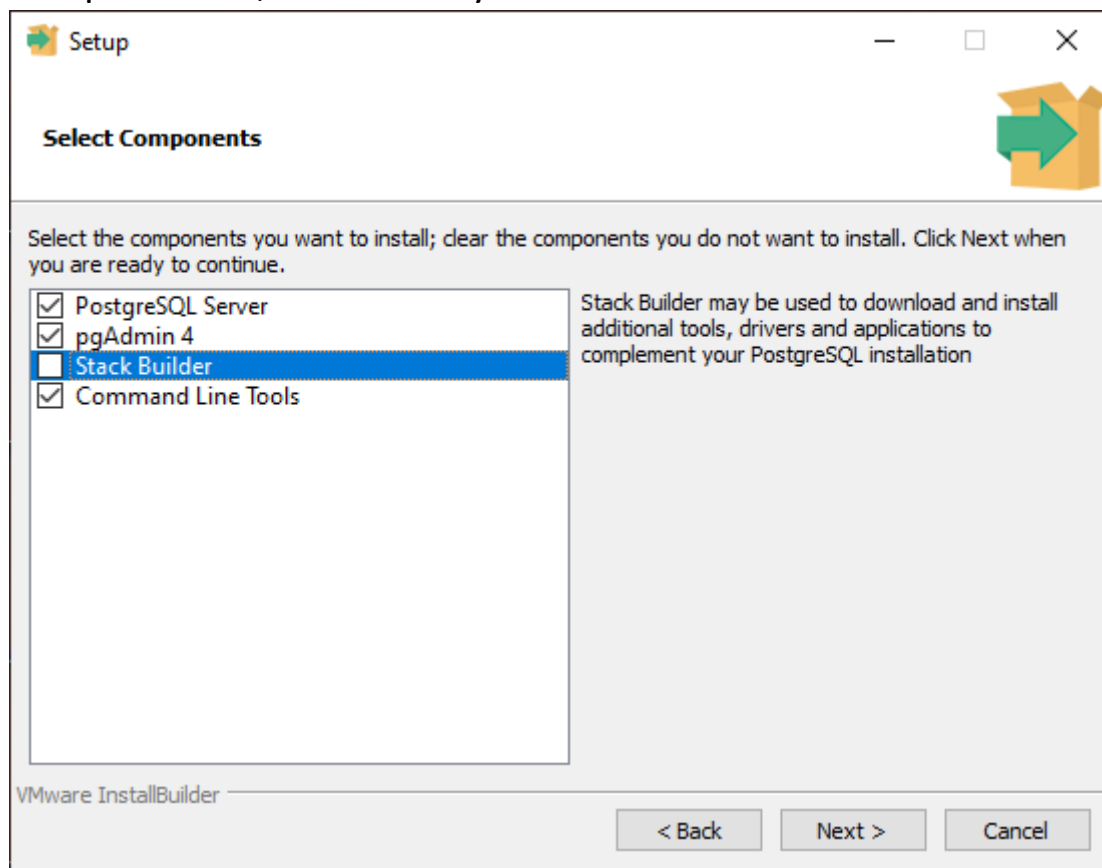 Setup
Select Components
Select the components you want to install; clear the components you do not want to install. Click Next when
you are ready to continue.
PostgreSQL Server
pgAdmin 4
Stack Builder
Command Line Tools
Stack Builder may be used to download and install
additional tools, drivers and applications to
complement your PostgreSQL installation
VMware InstallBuilder
< Back
Next >
Cancel